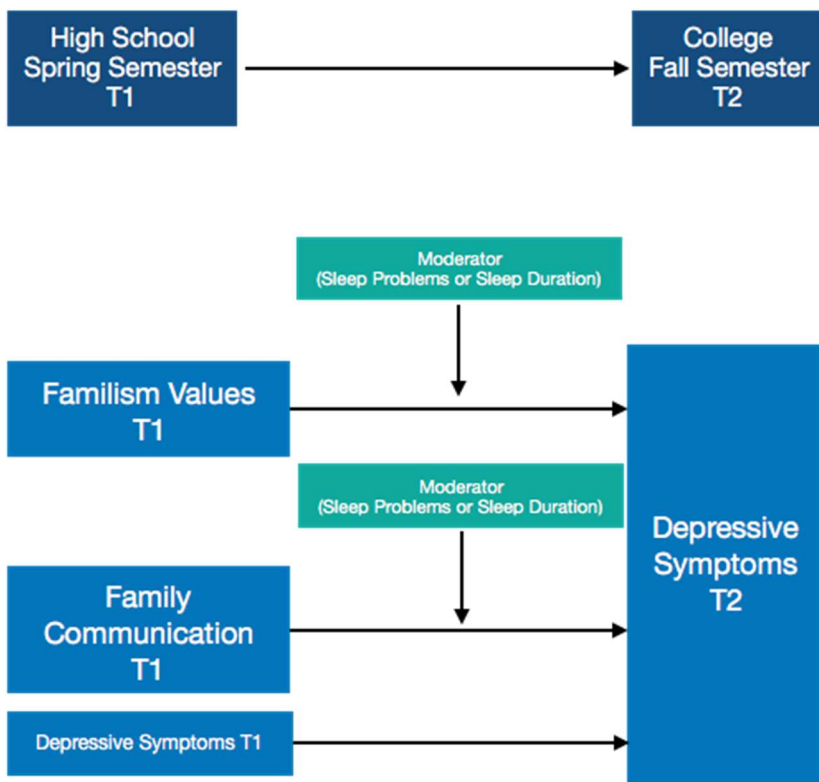 High School
Spring Semester
T1
College
Fall Semester
T2
Moderator
(Sleep Problems or Sleep Duration)
Familism Values
T1
Moderator
(Sleep Problems or Sleep Duration)
Family
Communication
T1
Depressive Symptoms T1
Depressive
Symptoms
T2